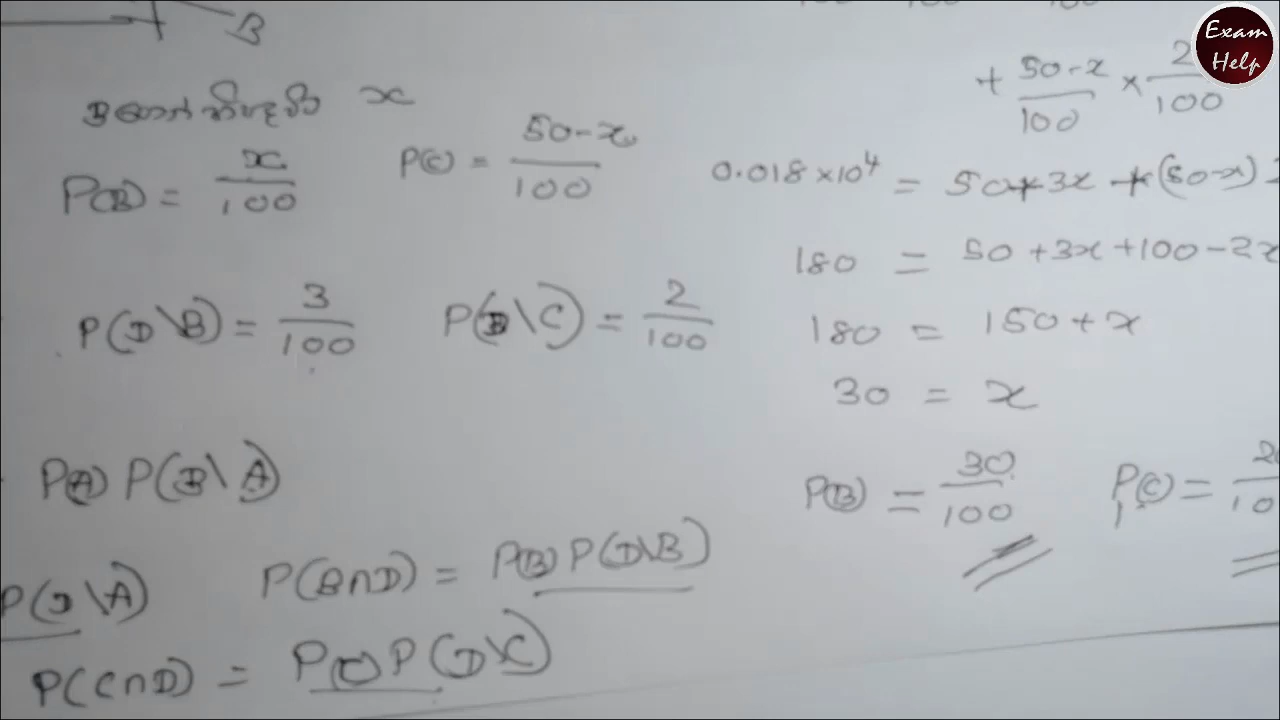 B
x
P(B) = x/100
P(C) = 50-x/100
P(D\B) = 3/100
P(D\C) = 2/100
P(A) P(B\A)
P(D\A)
P(B∩D) = P(B) P(D\B)
P(C∩D) = P(C) P(D\C)
+ 50-x/100 × 2/100
0.018 × 10⁴ = 50+3x + (50-x)
180 = 50 + 3x + 100 - 2x
180 = 150 + x
30 = x
P(B) = 30/100
P(C) =
Exam
Help